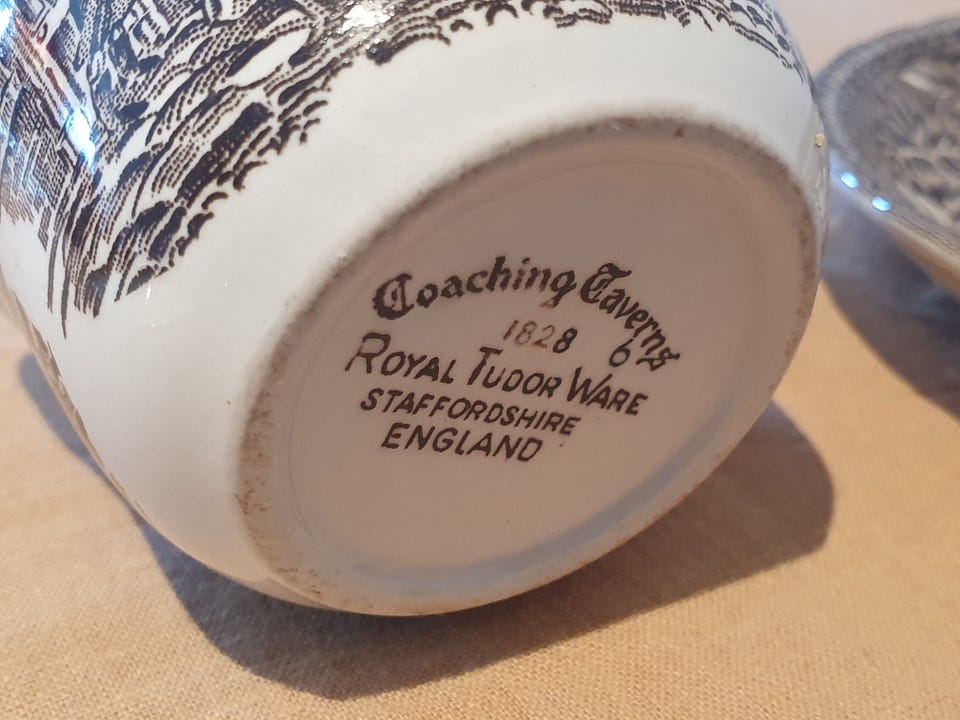 Coaching Taverns
1828 6
ROYAL TUDOR WARE
STAFFORDSHIRE
ENGLAND